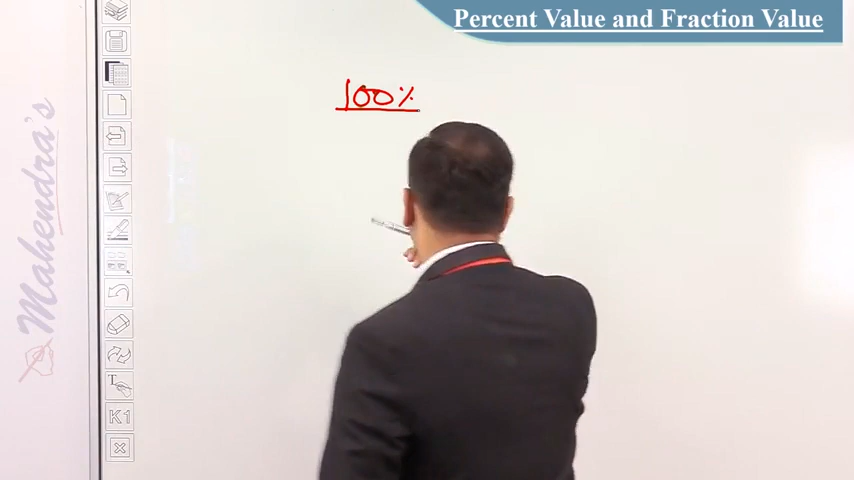 Percent Value and Fraction Value
100%
Mahendra's
T
K1